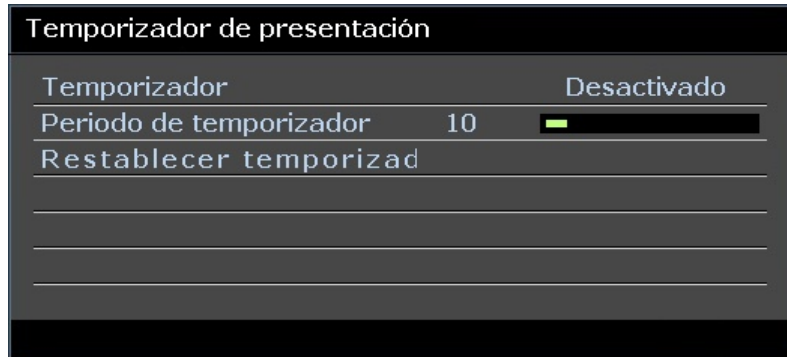 Temporizador de presentación
Temporizador Desactivado
Periodo de temporizador 10
Restablecer temporizad